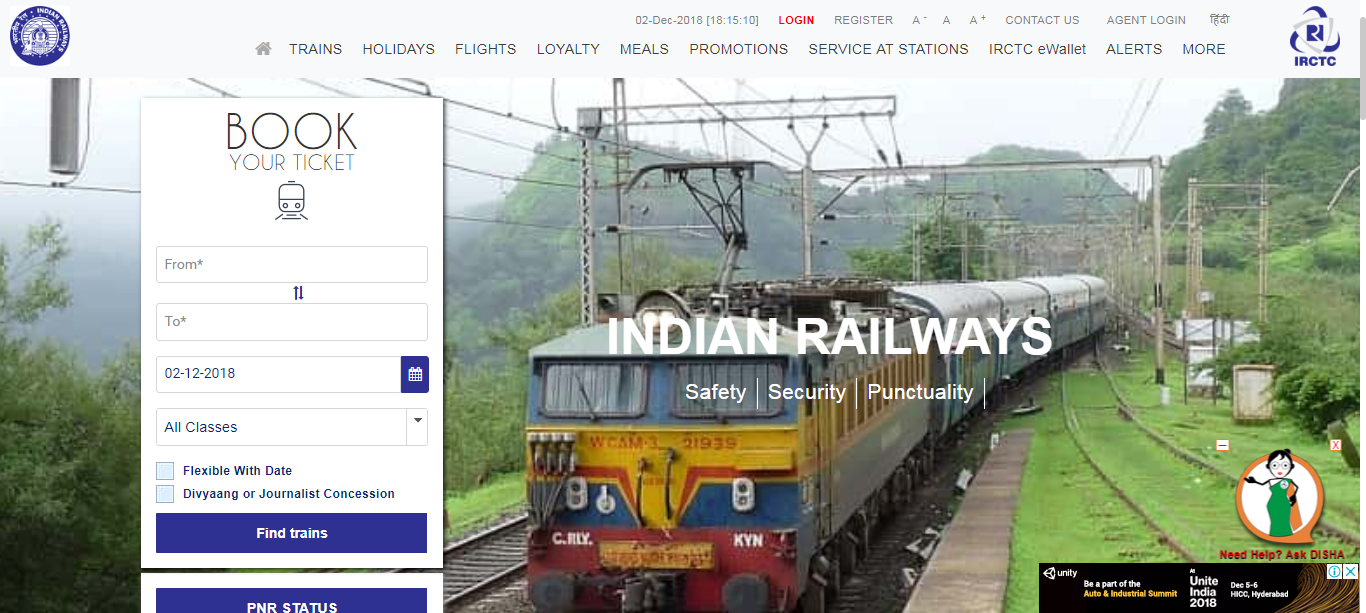 INDIAN RAILWAYS
02-Dec-2018 [18:15:10] LOGIN REGISTER A - A A + CONTACT US AGENT LOGIN हिंदी
TRAINS HOLIDAYS FLIGHTS LOYALTY MEALS PROMOTIONS SERVICE AT STATIONS IRCTC eWallet ALERTS MORE
IRCTC
BOOK
YOUR TICKET
From*
To*
02-12-2018
All Classes
Flexible With Date
Divyaang or Journalist Concession
Find trains
PNR STATUS
INDIAN RAILWAYS
Safety Security Punctuality
WCAM-3 21939
C.RLY. KYN
Need Help? Ask DISHA
unity
Be a part of the
Auto & Industrial Summit
At
Unite
India
2018
Dec 5-6
HICC, Hyderabad